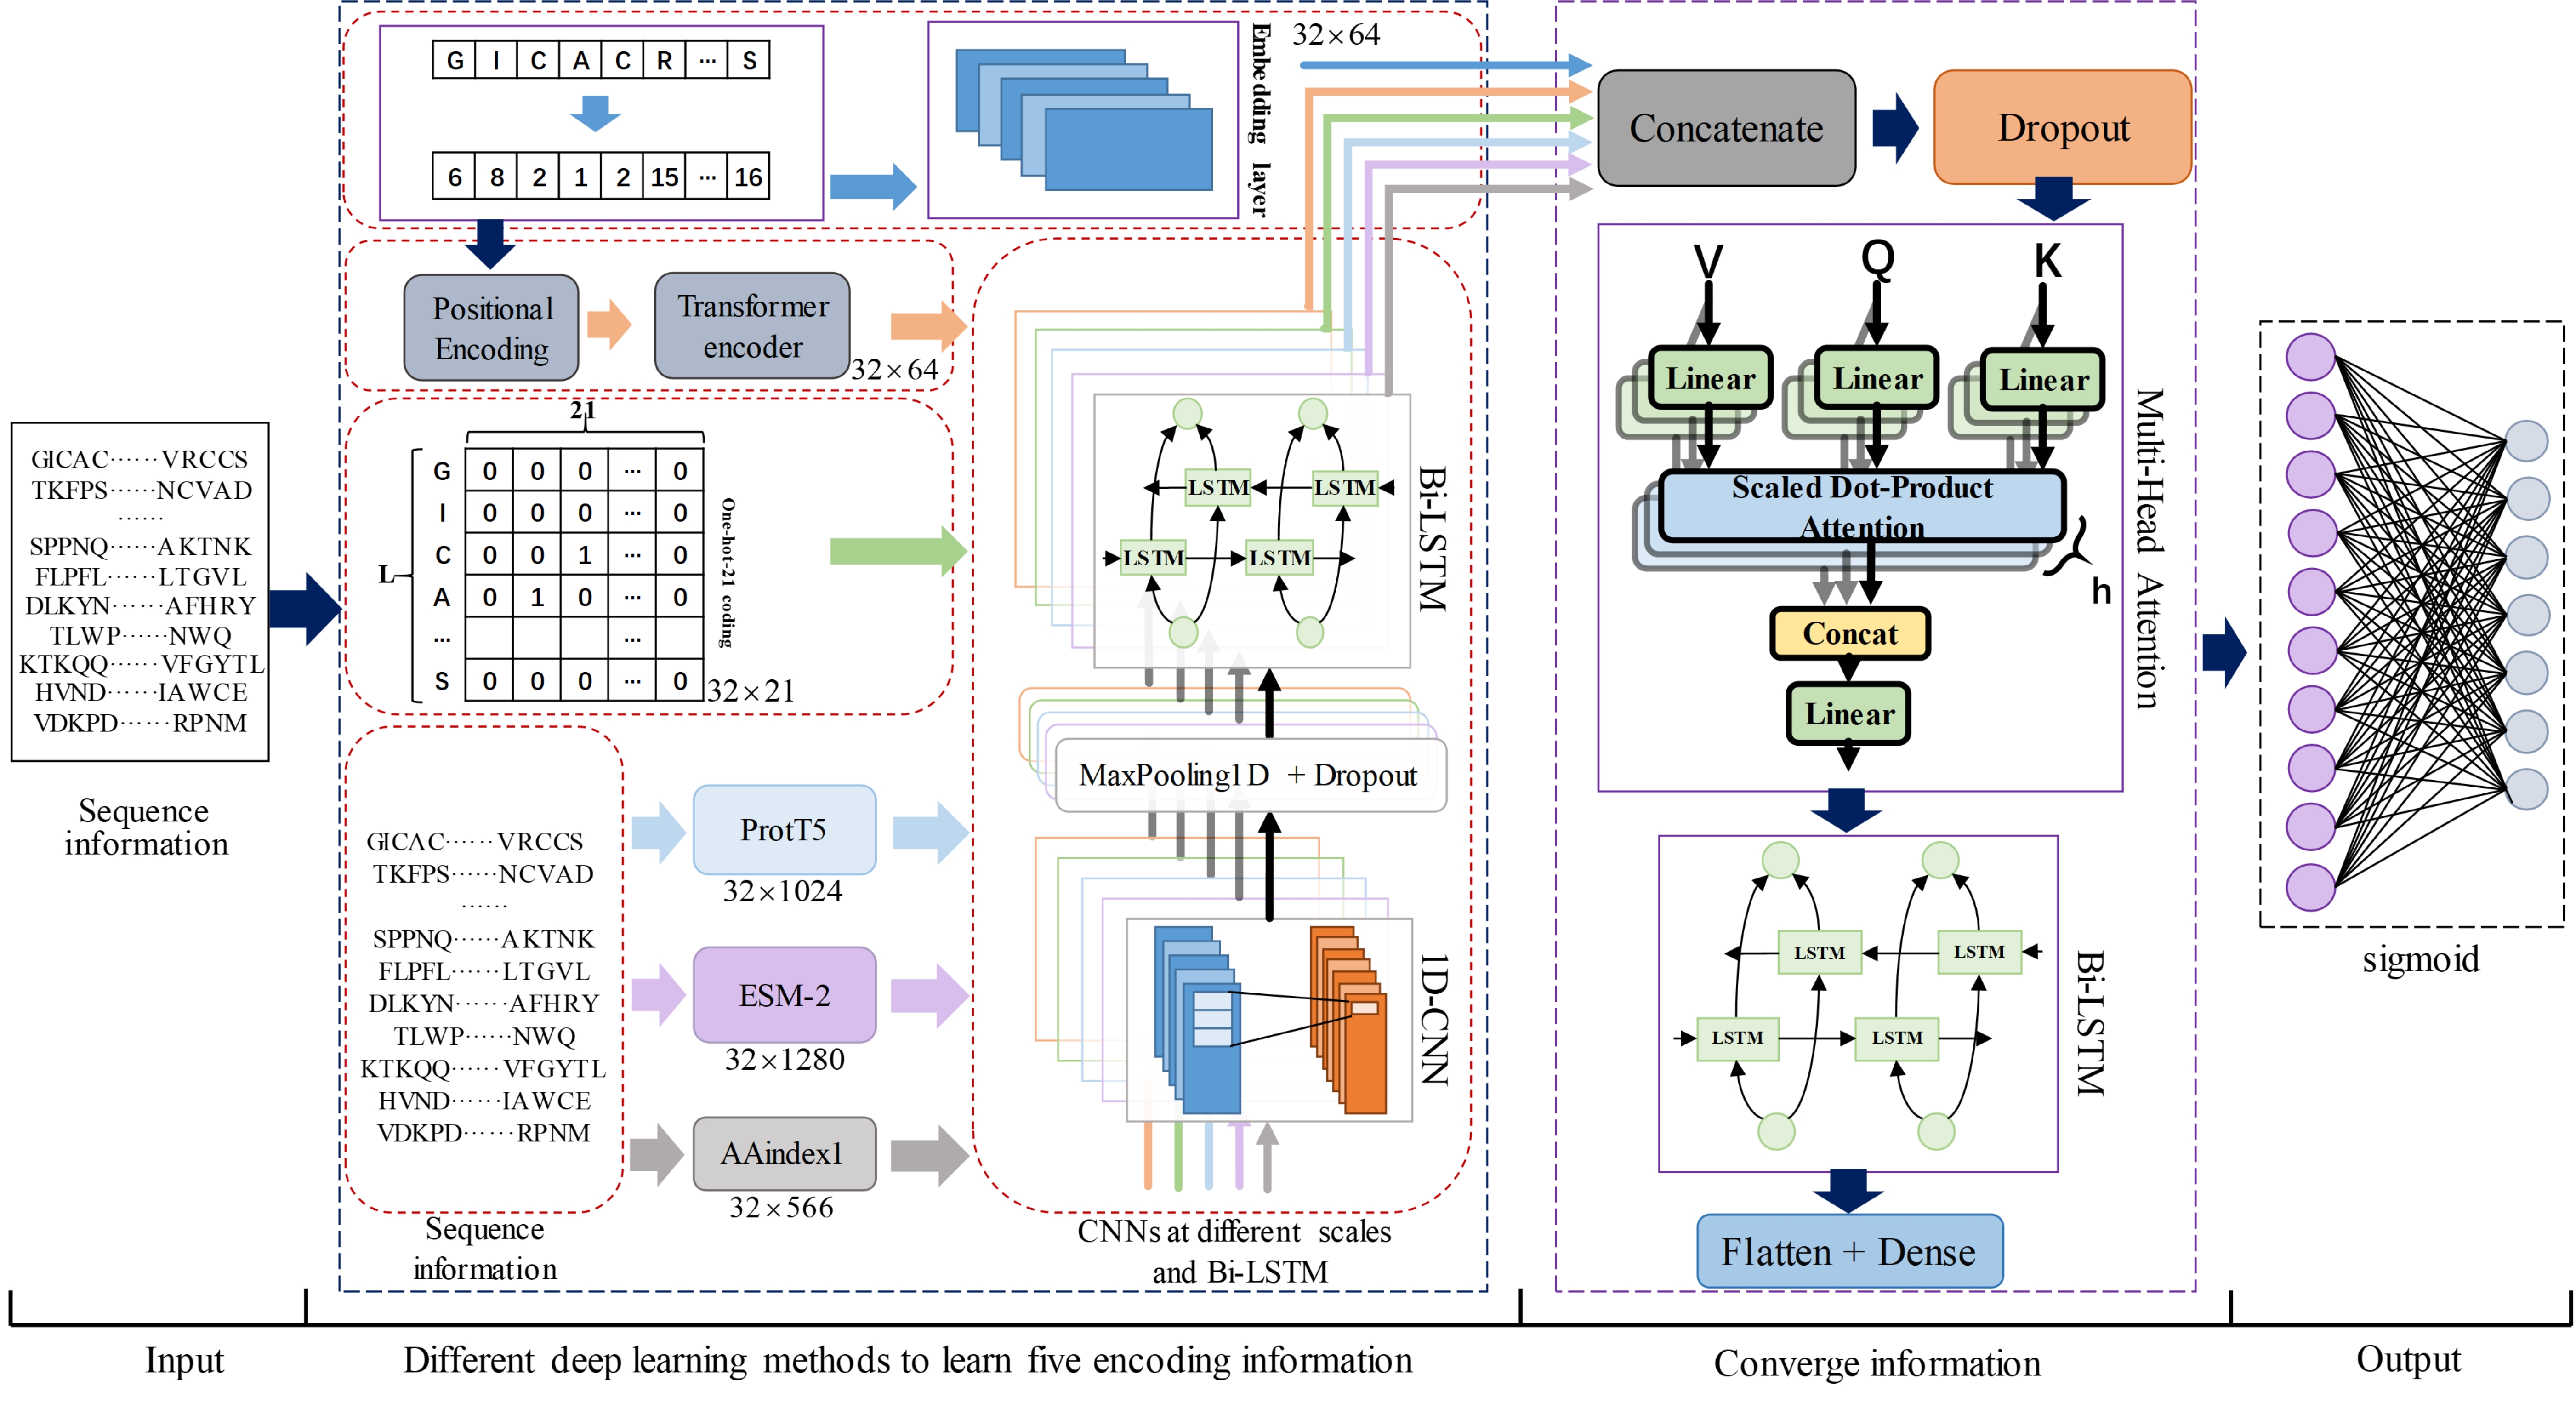 GICAC······VRCCS
TKFPS······NCVAD
······
SPPNQ······AKTNK
FLPFL······LTGVL
DLKYN······AFHRY
TLWP······NWQ
KTKQQ······VFGYTL
HVND······IAWCE
VDKPD······RPNM
Sequence
information
G I C A C R ··· S
6 8 2 1 2 15 ··· 16
Embedding layer
32×64
Positional
Encoding
Transformer
encoder
32×64
21
L
G 0 0 0 ··· 0
I 0 0 0 ··· 0
C 0 0 1 ··· 0
A 0 1 0 ··· 0
··· ···
S 0 0 0 ··· 0
One-hot-21 coding
32×21
GICAC······VRCCS
TKFPS······NCVAD
······
SPPNQ······AKTNK
FLPFL······LTGVL
DLKYN······AFHRY
TLWP······NWQ
KTKQQ······VFGYTL
HVND······IAWCE
VDKPD······RPNM
Sequence
information
ProtT5
32×1024
ESM-2
32×1280
AAindex1
32×566
LSTM LSTM
LSTM LSTM
Bi-LSTM
MaxPooling1D + Dropout
1D-CNN
CNNs at different scales
and Bi-LSTM
Concatenate
Dropout
V Q K
Linear Linear Linear
Scaled Dot-Product
Attention
h
Concat
Linear
Multi-Head Attention
LSTM LSTM
LSTM LSTM
Bi-LSTM
Flatten + Dense
sigmoid
Input
Different deep learning methods to learn five encoding information
Converge information
Output